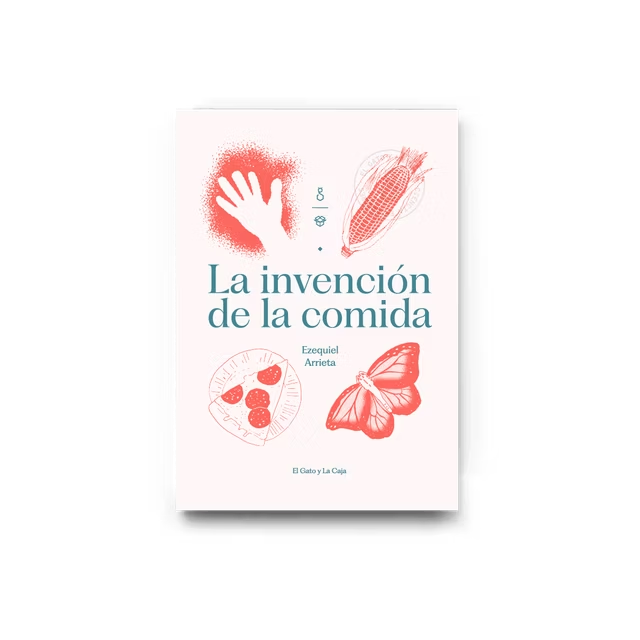 La invención
de la comida
Ezequiel
Arrieta
El Gato y La Caja